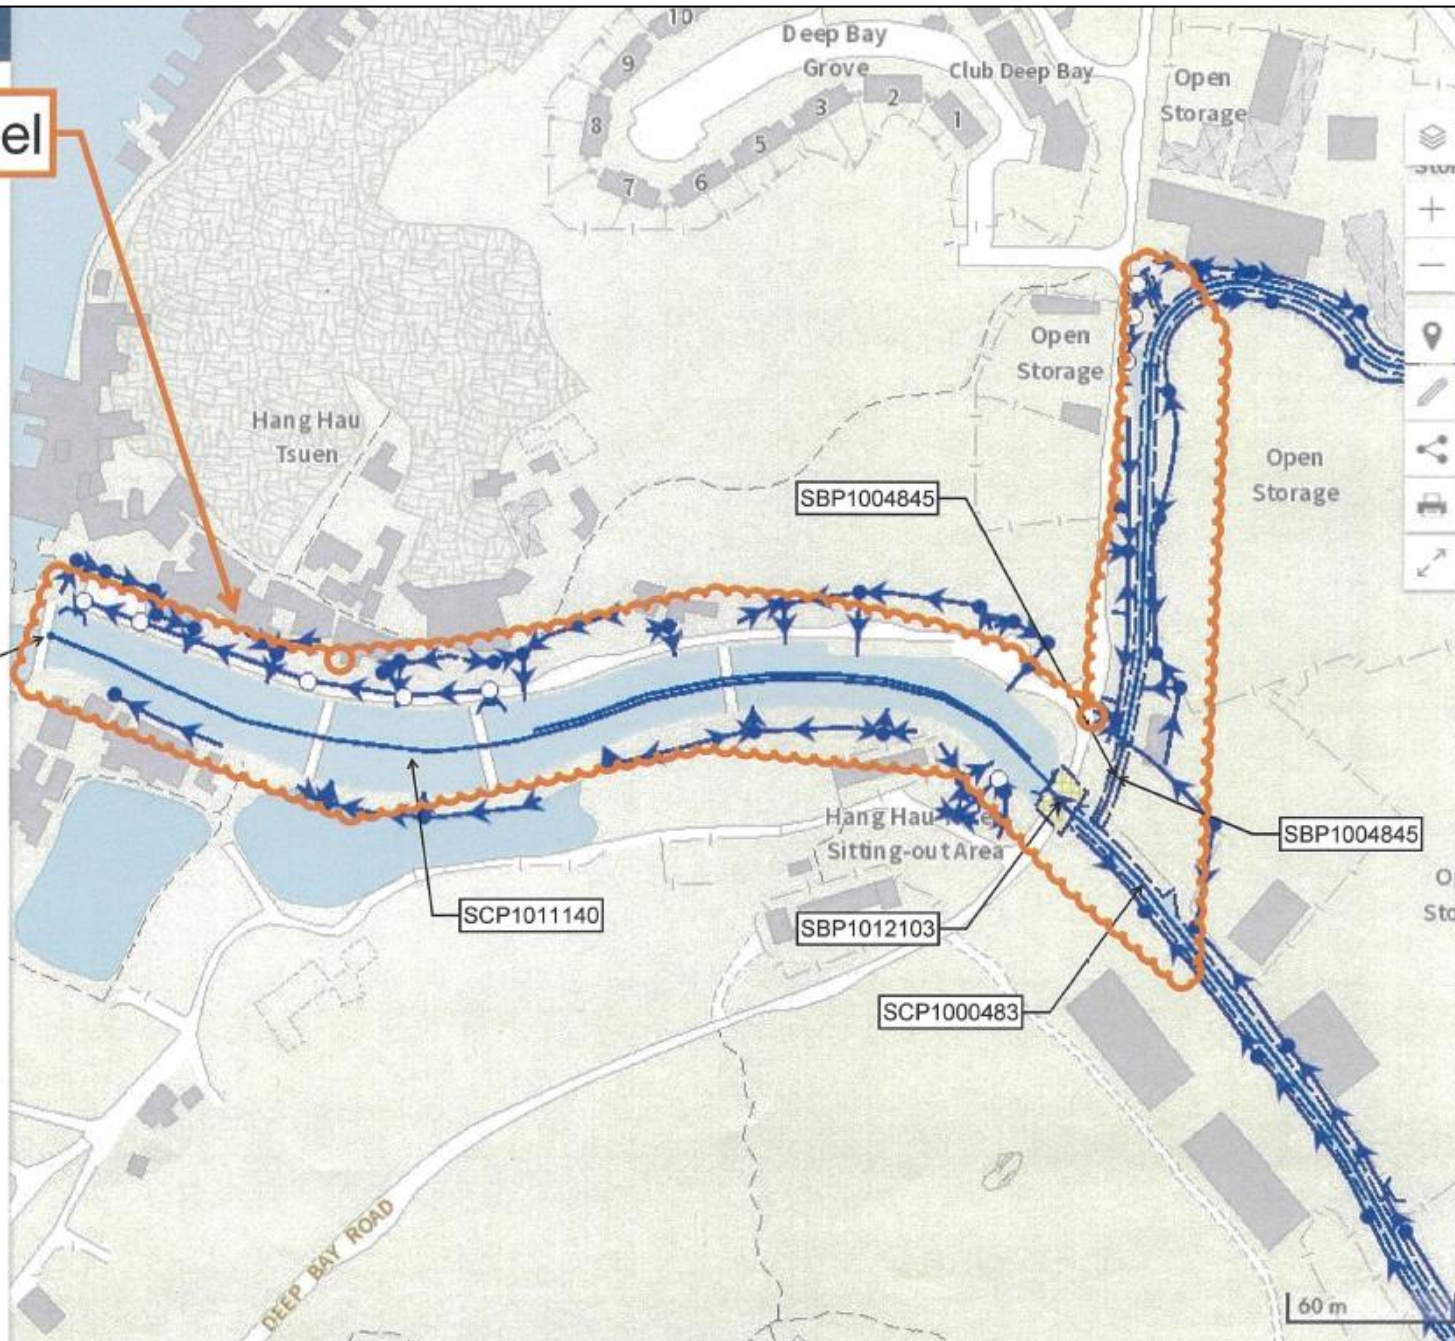 10
Deep Bay
Grove
Club Deep Bay
9
8
7
6
5
3
2
1
Open
Storage
el
Open
Storage
Hang Hau
Tsuen
Open
Storage
SBP1004845
SBP1004845
Hang Hau
Sitting-out Area
SCP1011140
SBP1012103
SCP1000483
DEEP BAY ROAD
60 m